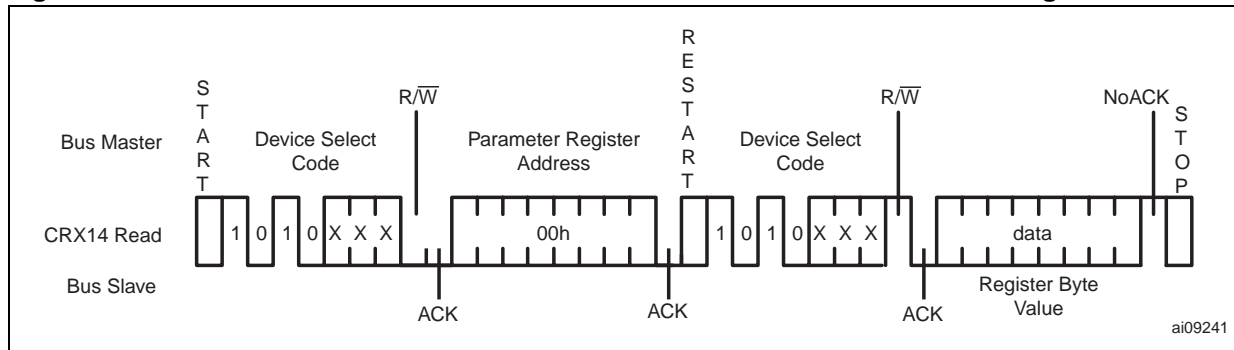 START
R/W̅
RESTART
R/W̅
NoACK
STOP
Bus Master
Device Select
Code
Parameter Register
Address
Device Select
Code
CRX14 Read
1 0 1 0 X X X
00h
1 0 1 0 X X X
data
Bus Slave
ACK
ACK
ACK
Register Byte
Value
ai09241